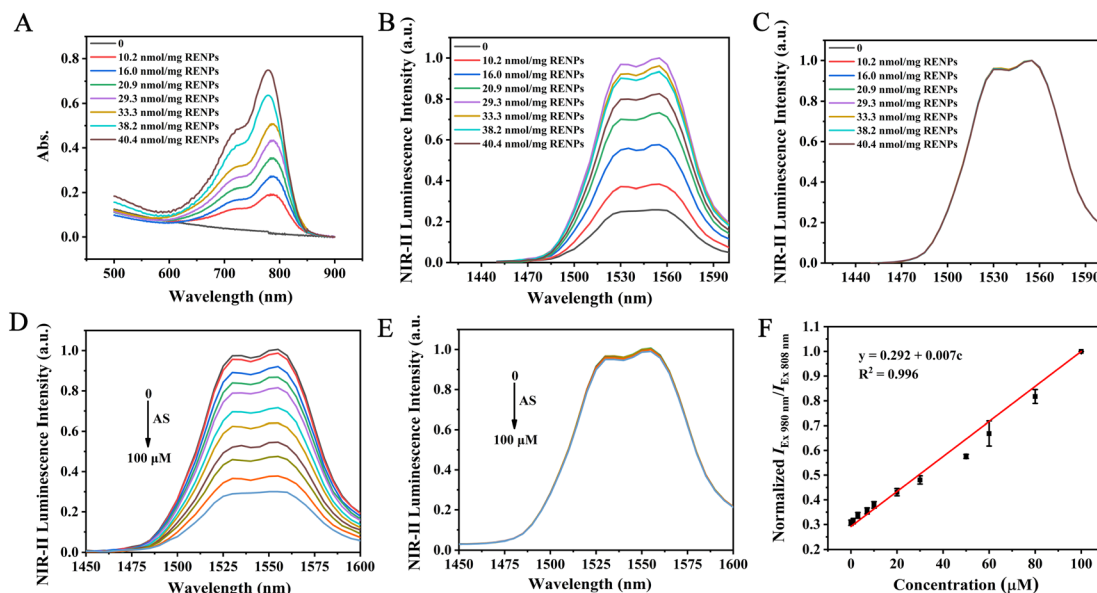 A
0
10.2 nmol/mg RENPs
16.0 nmol/mg RENPs
20.9 nmol/mg RENPs
29.3 nmol/mg RENPs
33.3 nmol/mg RENPs
38.2 nmol/mg RENPs
40.4 nmol/mg RENPs
Abs.
0.8
0.6
0.4
0.2
0.0
500
600
700
800
900
Wavelength (nm)
B
0
10.2 nmol/mg RENPs
16.0 nmol/mg RENPs
20.9 nmol/mg RENPs
29.3 nmol/mg RENPs
33.3 nmol/mg RENPs
38.2 nmol/mg RENPs
40.4 nmol/mg RENPs
NIR-II Luminescence Intensity (a.u.)
1.0
0.8
0.6
0.4
0.2
0.0
1440
1470
1500
1530
1560
1590
Wavelength (nm)
C
0
10.2 nmol/mg RENPs
16.0 nmol/mg RENPs
20.9 nmol/mg RENPs
29.3 nmol/mg RENPs
33.3 nmol/mg RENPs
38.2 nmol/mg RENPs
40.4 nmol/mg RENPs
NIR-II Luminescence Intensity (a.u.)
1.0
0.8
0.6
0.4
0.2
0.0
1440
1470
1500
1530
1560
1590
Wavelength (nm)
D
0
AS
100 μM
NIR-II Luminescence Intensity (a.u.)
1.0
0.8
0.6
0.4
0.2
0.0
1450
1475
1500
1525
1550
1575
1600
Wavelength (nm)
E
0
AS
100 μM
NIR-II Luminescence Intensity (a.u.)
1.0
0.8
0.6
0.4
0.2
0.0
1450
1475
1500
1525
1550
1575
1600
Wavelength (nm)
F
y = 0.292 + 0.007c
R² = 0.996
Normalized I Ex 980 nm/I Ex 808 nm
1.1
1.0
0.9
0.8
0.7
0.6
0.5
0.4
0.3
0.2
0
20
40
60
80
100
Concentration (μM)